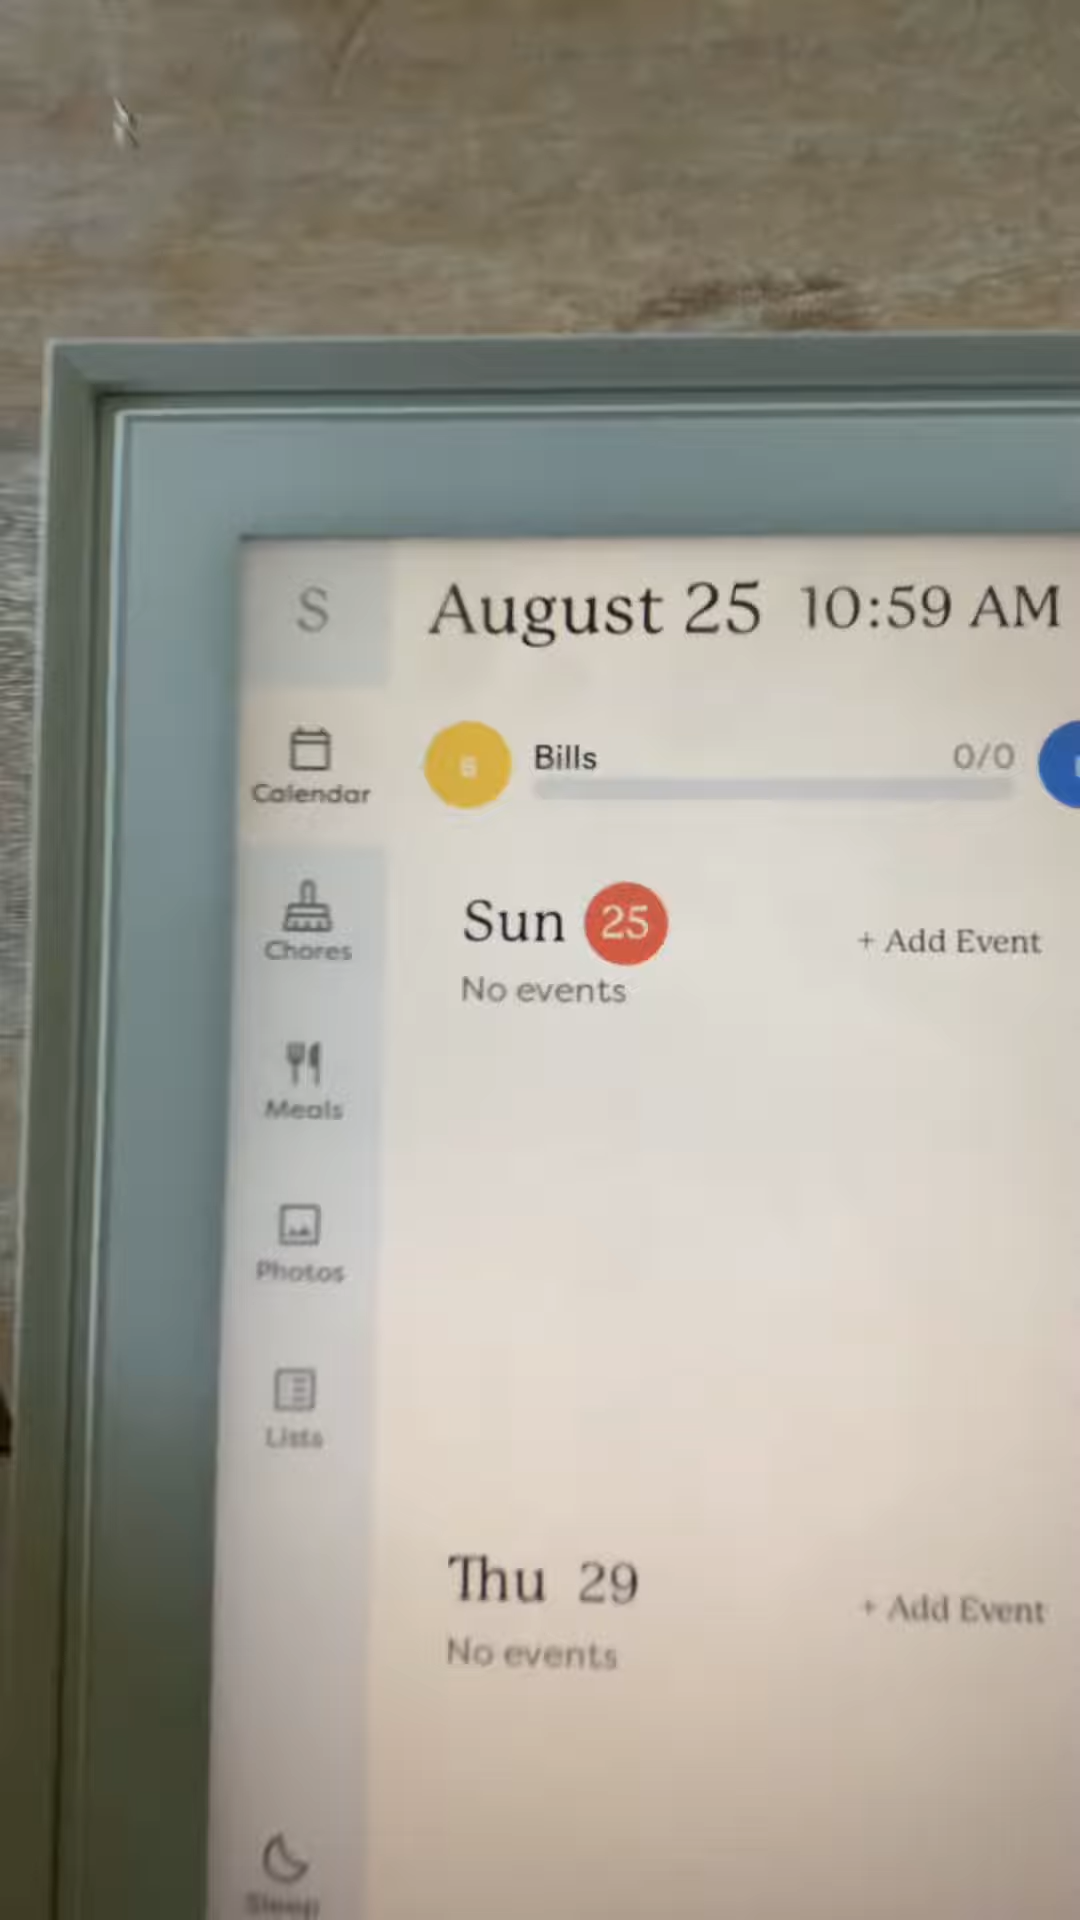 S
August 25 10:59 AM
Calendar
B
Bills
0/0
Sun 25
+ Add Event
No events
Chores
Meals
Photos
Lists
Thu 29
+ Add Event
No events
Sleep